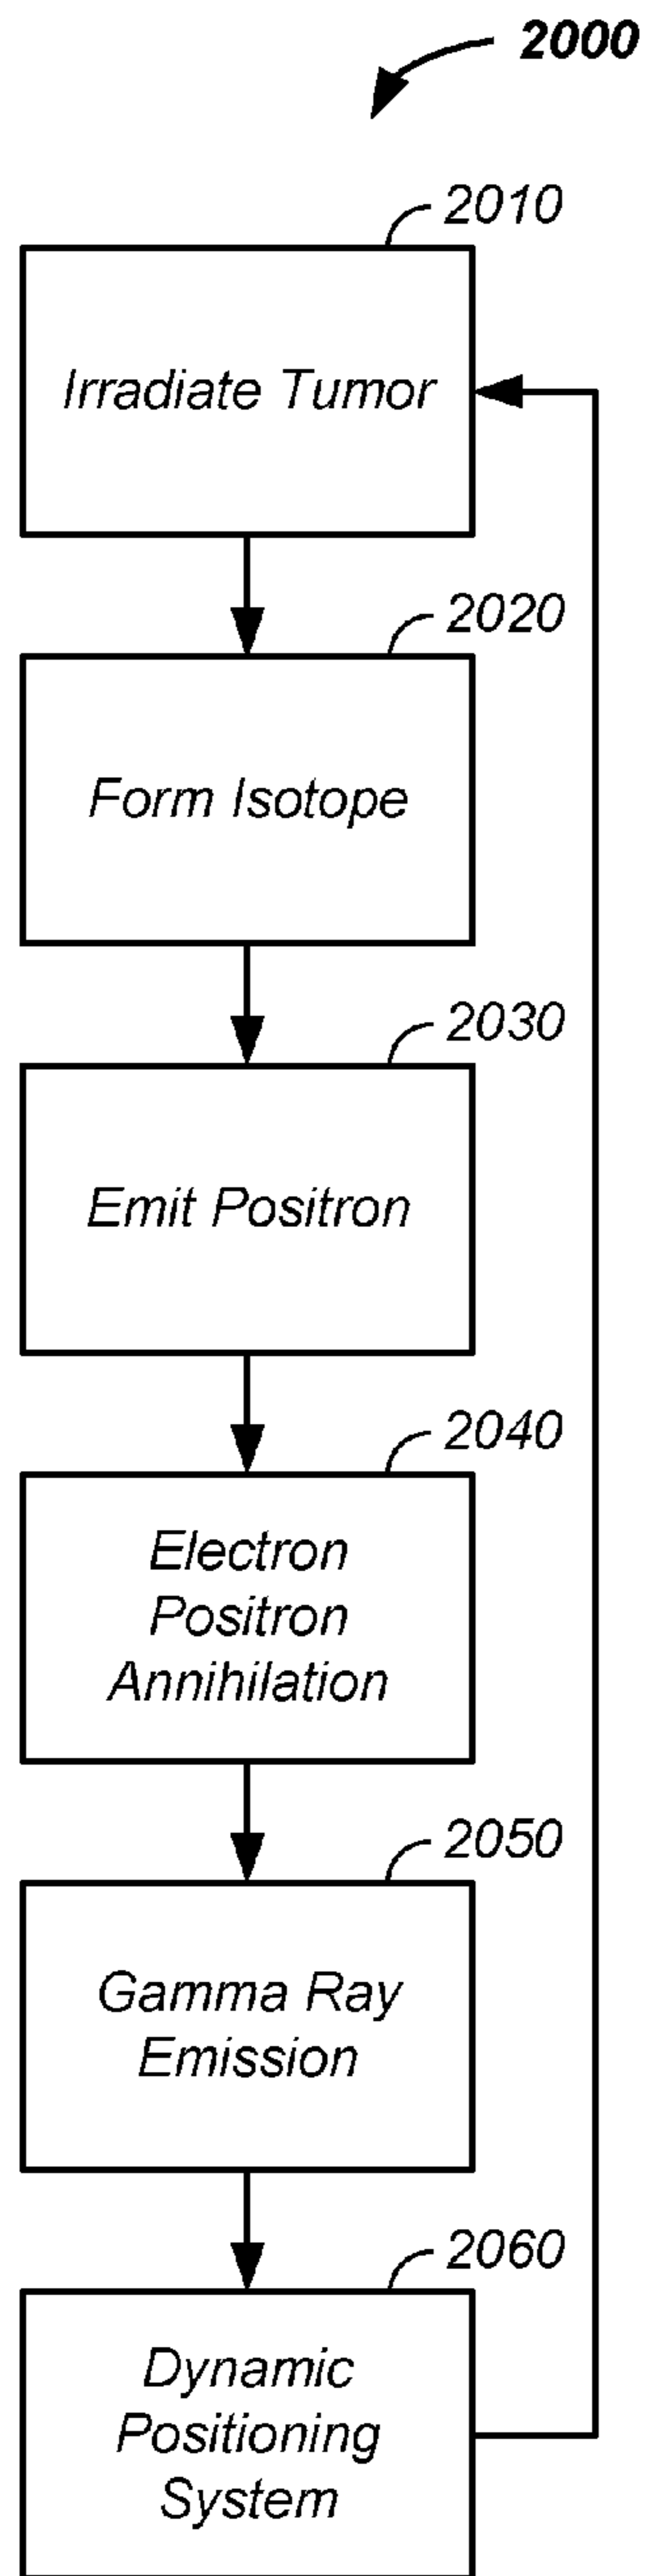 2000
2010
Irradiate Tumor
2020
Form Isotope
2030
Emit Positron
2040
Electron
Positron
Annihilation
2050
Gamma Ray
Emission
2060
Dynamic
Positioning
System